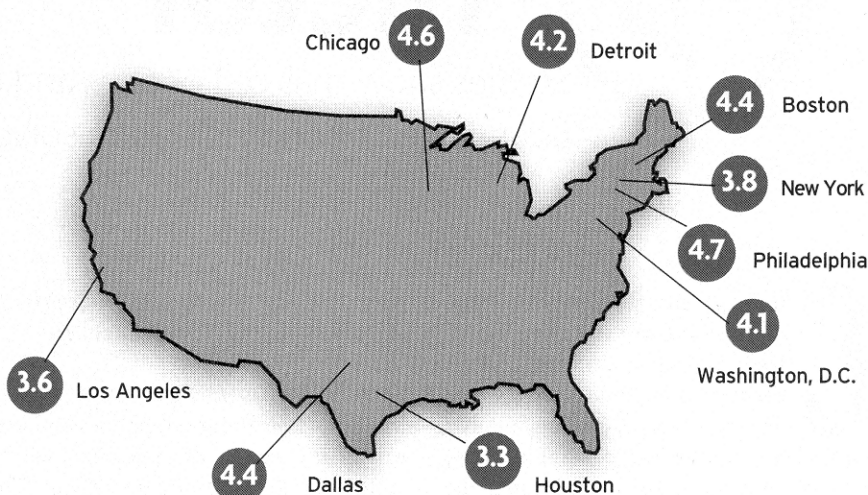 Chicago 4.6
4.2 Detroit
4.4 Boston
3.8 New York
4.7 Philadelphia
4.1
Washington, D.C.
3.6 Los Angeles
4.4 Dallas
3.3 Houston